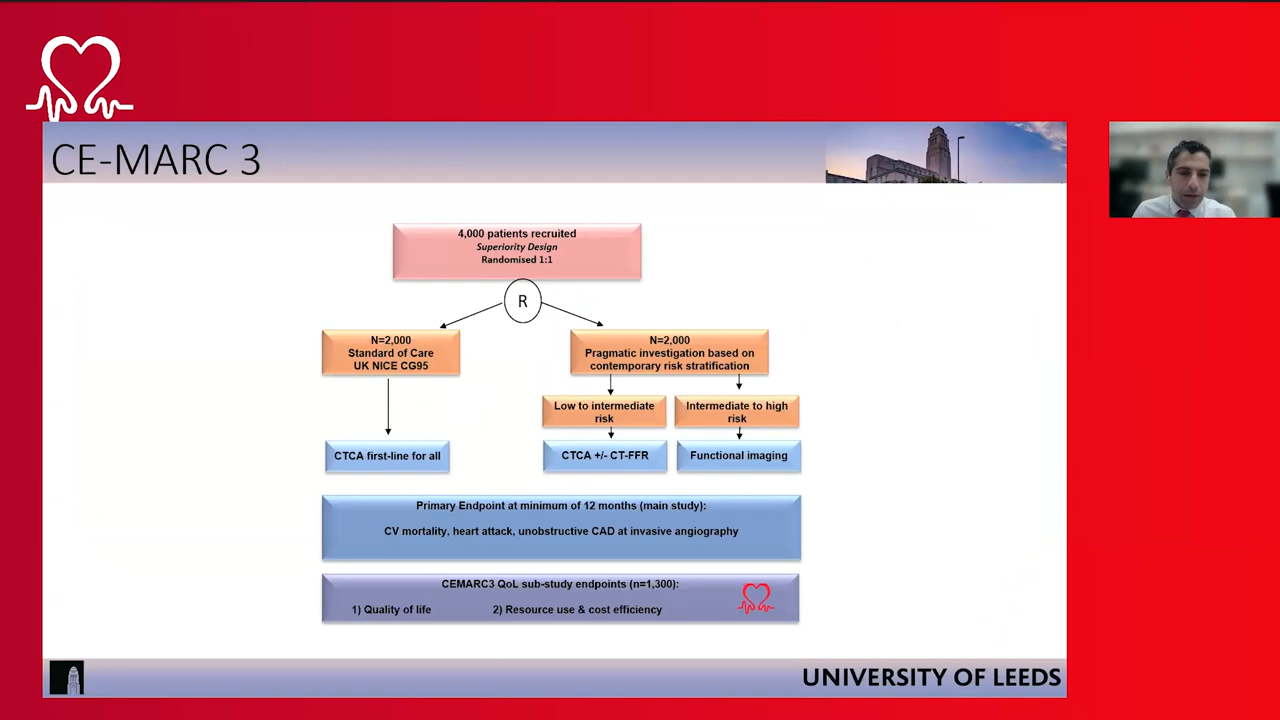 CE-MARC 3
4,000 patients recruited
Superiority Design
Randomised 1:1
R
N=2,000
Standard of Care
UK NICE CG95
N=2,000
Pragmatic investigation based on
contemporary risk stratification
Low to intermediate
risk
Intermediate to high
risk
CTCA first-line for all
CTCA +/- CT-FFR
Functional imaging
Primary Endpoint at minimum of 12 months (main study):
CV mortality, heart attack, unobstructive CAD at invasive angiography
CEMARC3 QoL sub-study endpoints (n=1,300):
1) Quality of life 2) Resource use & cost efficiency
UNIVERSITY OF LEEDS